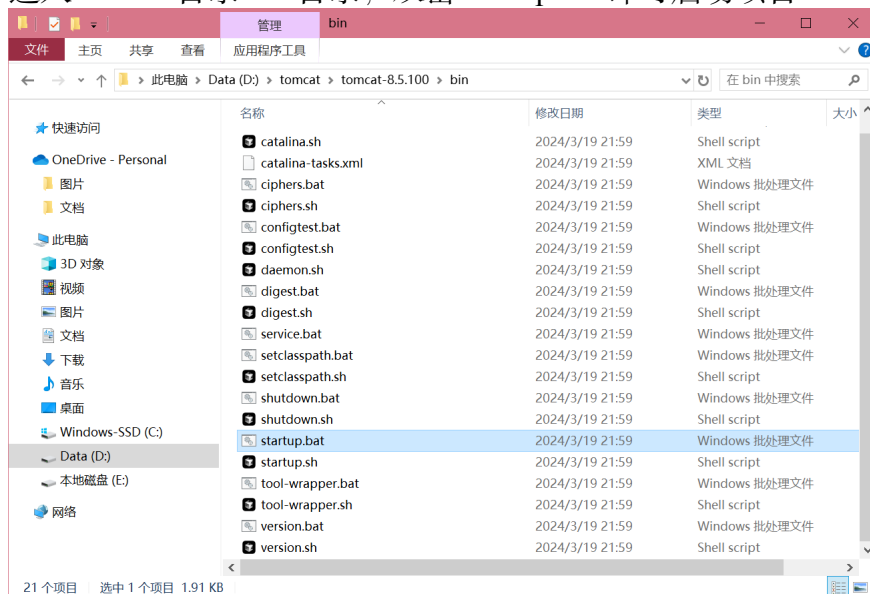 管理
bin
文件
主页
共享
查看
应用程序工具
此电脑 > Data (D:) > tomcat > tomcat-8.5.100 > bin
在 bin 中搜索
名称
修改日期
类型
大小
快速访问
OneDrive - Personal
图片
文档
此电脑
3D 对象
视频
图片
文档
下载
音乐
桌面
Windows-SSD (C:)
Data (D:)
本地磁盘 (E:)
网络
catalina.sh 2024/3/19 21:59 Shell script
catalina-tasks.xml 2024/3/19 21:59 XML 文档
ciphers.bat 2024/3/19 21:59 Windows 批处理文件
ciphers.sh 2024/3/19 21:59 Shell script
configtest.bat 2024/3/19 21:59 Windows 批处理文件
configtest.sh 2024/3/19 21:59 Shell script
daemon.sh 2024/3/19 21:59 Shell script
digest.bat 2024/3/19 21:59 Windows 批处理文件
digest.sh 2024/3/19 21:59 Shell script
service.bat 2024/3/19 21:59 Windows 批处理文件
setclasspath.bat 2024/3/19 21:59 Windows 批处理文件
setclasspath.sh 2024/3/19 21:59 Shell script
shutdown.bat 2024/3/19 21:59 Windows 批处理文件
shutdown.sh 2024/3/19 21:59 Shell script
startup.bat 2024/3/19 21:59 Windows 批处理文件
startup.sh 2024/3/19 21:59 Shell script
tool-wrapper.bat 2024/3/19 21:59 Windows 批处理文件
tool-wrapper.sh 2024/3/19 21:59 Shell script
version.bat 2024/3/19 21:59 Windows 批处理文件
version.sh 2024/3/19 21:59 Shell script
21 个项目 选中 1 个项目 1.91 KB